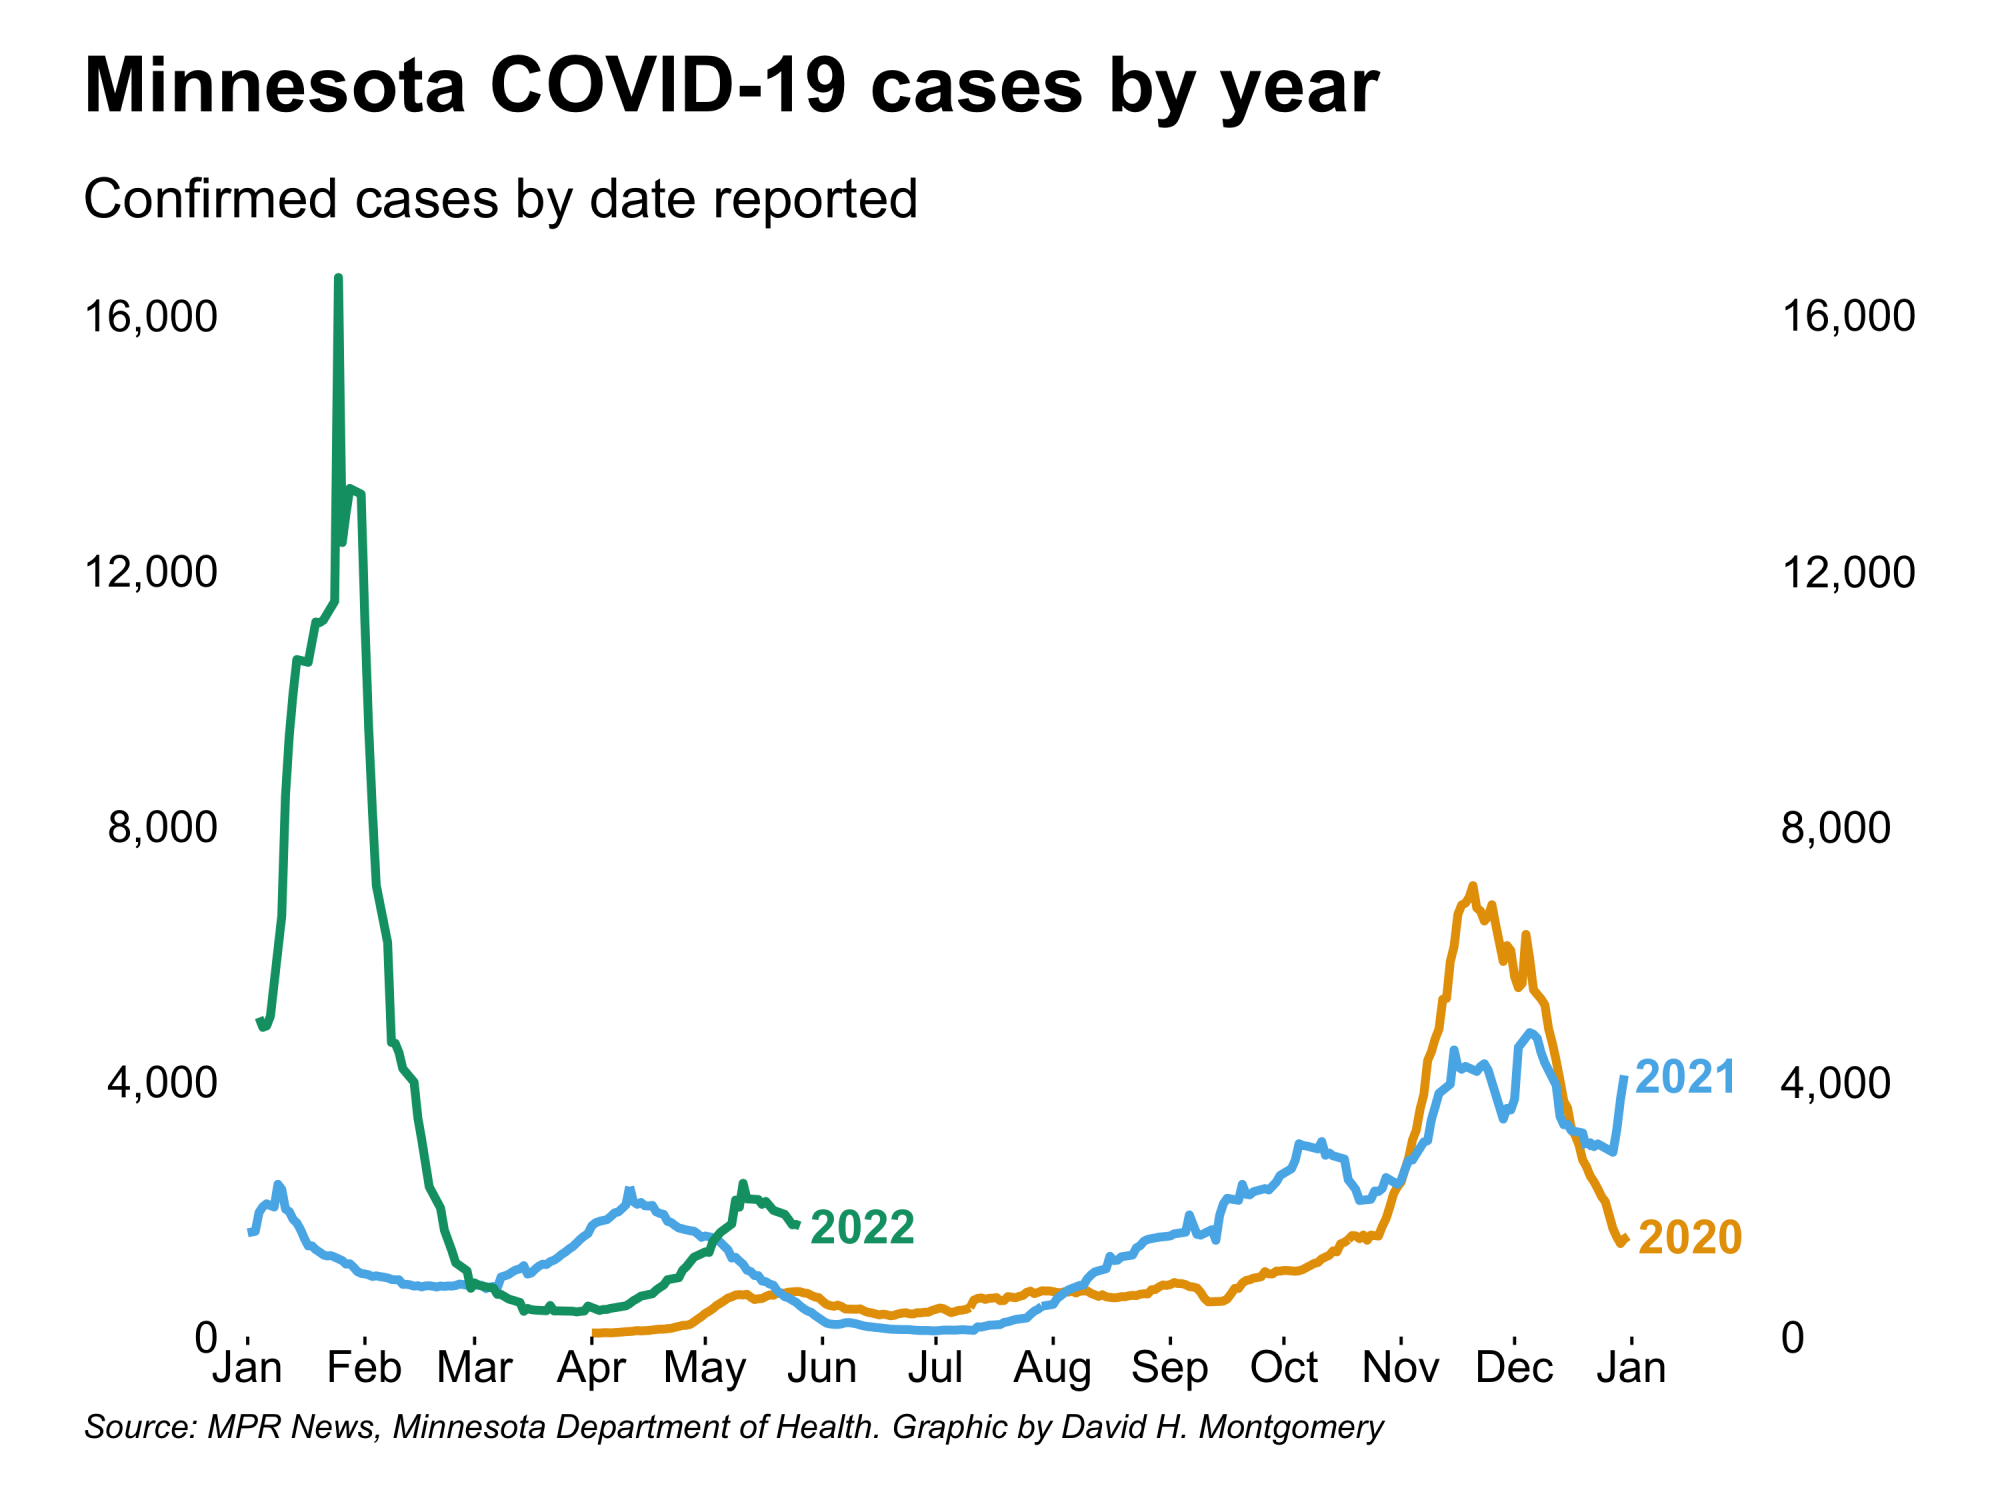 Minnesota COVID-19 cases by year
Confirmed cases by date reported
16,000 16,000
12,000 12,000
8,000 8,000
4,000 2021 4,000
2022 2020
0 0
Jan Feb Mar Apr May Jun Jul Aug Sep Oct Nov Dec Jan
Source: MPR News, Minnesota Department of Health. Graphic by David H. Montgomery